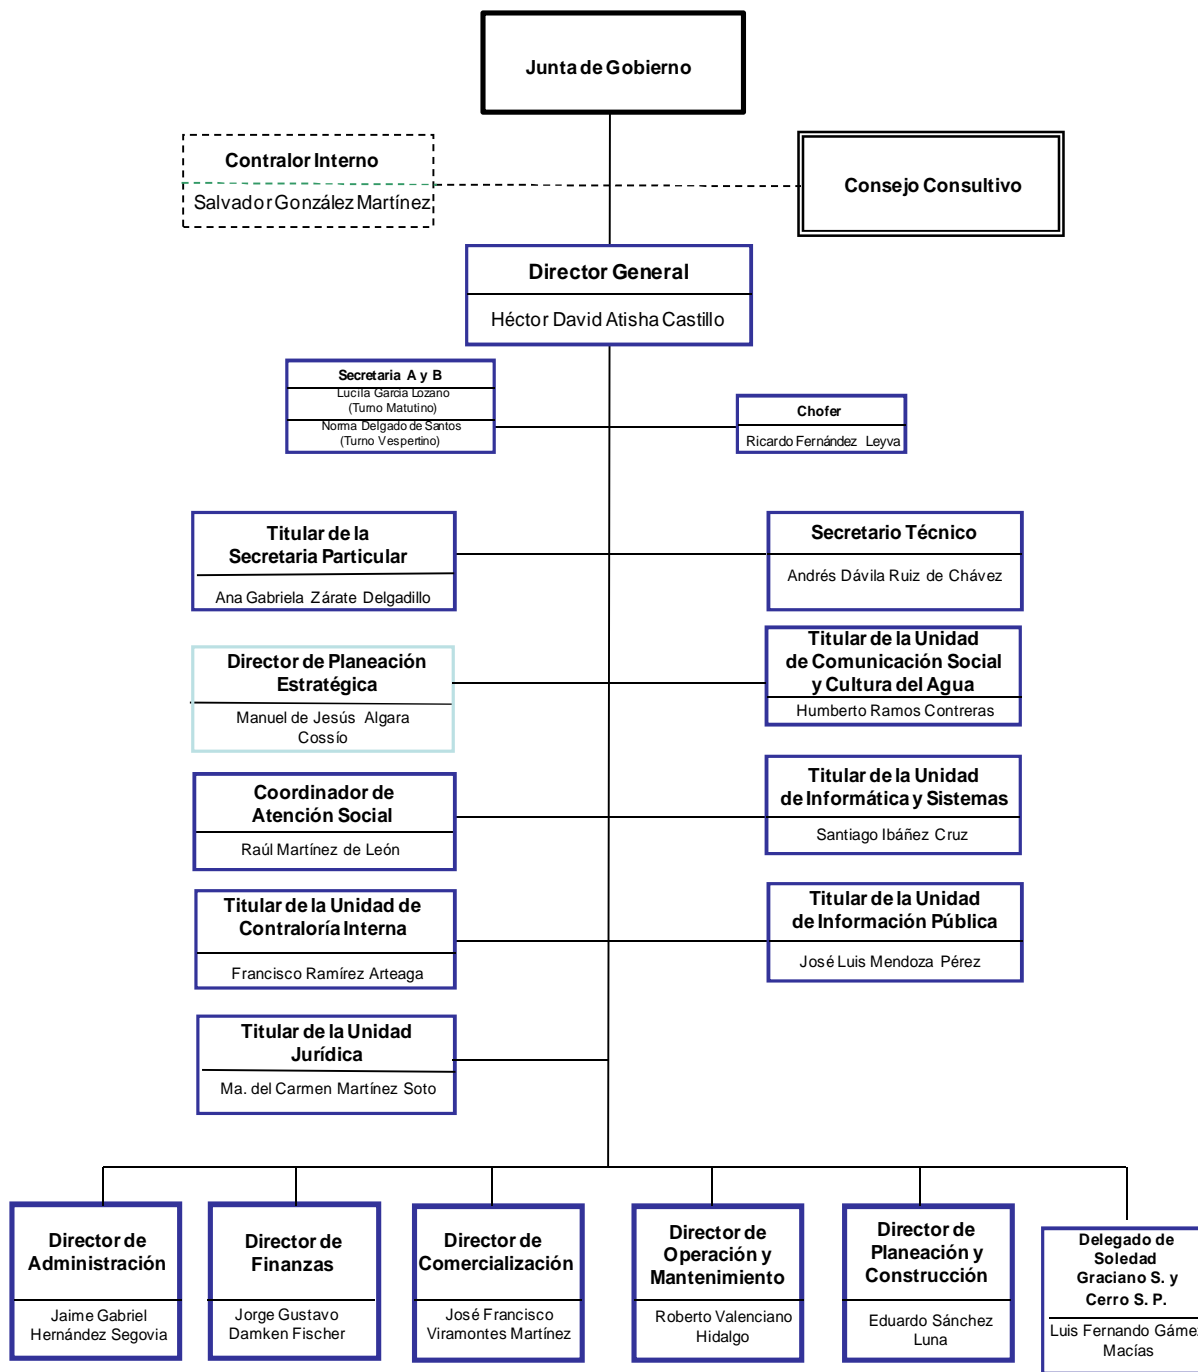 Junta de Gobierno
Contralor Interno
Salvador González Martínez
Consejo Consultivo
Director General
Héctor David Atisha Castillo
Secretaria A y B
Lucila García Lozano
(Turno Matutino)
Norma Delgado de Santos
(Turno Vespertino)
Chofer
Ricardo Fernández Leyva
Titular de la
Secretaria Particular
Ana Gabriela Zárate Delgadillo
Secretario Técnico
Andrés Dávila Ruiz de Chávez
Director de Planeación
Estratégica
Manuel de Jesús Algara
Cossío
Titular de la Unidad
de Comunicación Social
y Cultura del Agua
Humberto Ramos Contreras
Coordinador de
Atención Social
Raúl Martínez de León
Titular de la Unidad
de Informática y Sistemas
Santiago Ibáñez Cruz
Titular de la Unidad de
Contraloría Interna
Francisco Ramírez Arteaga
Titular de la Unidad
de Información Pública
José Luis Mendoza Pérez
Titular de la Unidad
Jurídica
Ma. del Carmen Martínez Soto
Director de
Administración
Jaime Gabriel
Hernández Segovia
Director de
Finanzas
Jorge Gustavo
Damken Fischer
Director de
Comercialización
José Francisco
Viramontes Martínez
Director de
Operación y
Mantenimiento
Roberto Valenciano
Hidalgo
Director de
Planeación y
Construcción
Eduardo Sánchez
Luna
Delegado de
Soledad
Graciano S. y
Cerro S. P.
Luis Fernando Gámez
Macías